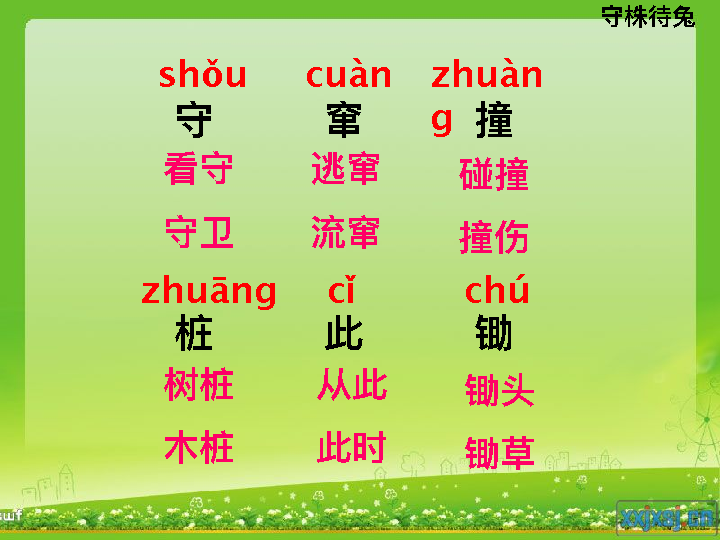 守株待兔
shǒu cuàn zhuàn
守 窜 g 撞
看守 逃窜 碰撞
守卫 流窜 撞伤
zhuāng cǐ chú
桩 此 锄
树桩 从此 锄头
木桩 此时 锄草
swf
xxjxsj.cn